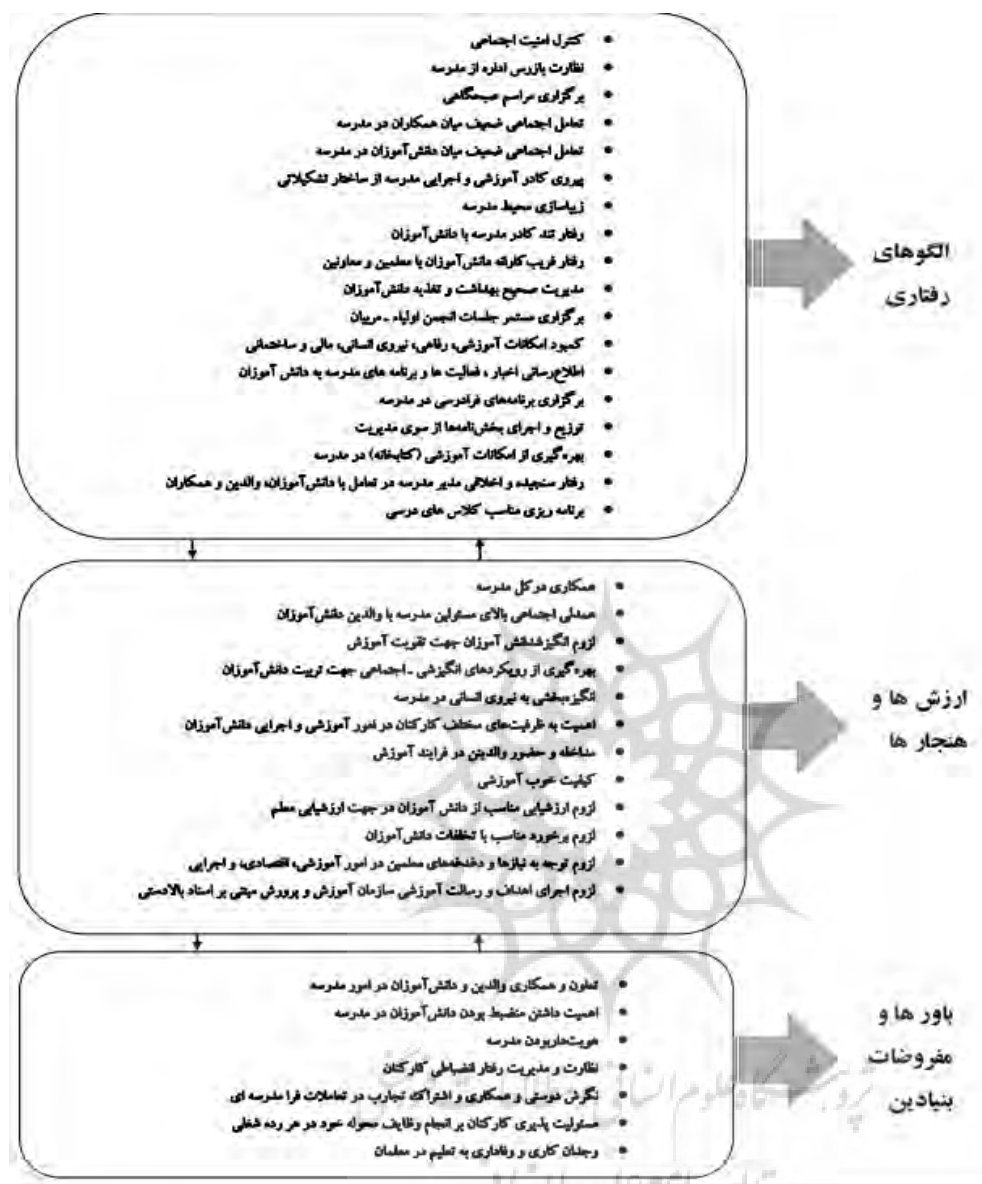 • کنترل امنیت اجتماعی
• نظارت بازرس اداره از مدرسه
• برگزاری مراسم صبحگاهی
• تعامل اجتماعی ضعیف میان همکاران در مدرسه
• تعامل اجتماعی ضعیف میان دانش‌آموزان در مدرسه
• پیروی کادر آموزشی و اجرایی مدرسه از ساختار تشکیلاتی
• زیباسازی محیط مدرسه
• رفتار تند کادر مدرسه با دانش‌آموزان
• رفتار فریب‌کارانه دانش‌آموزان با معلمین و معاونین
• مدیریت صحیح بهداشت و تغذیه دانش‌آموزان
• برگزاری مستمر جلسات انجمن اولیاء ـ مربیان
• کمبود امکانات آموزشی، رفاهی، نیروی انسانی، مالی و ساختمانی
• اطلاع‌رسانی اخبار ، فعالیت ها و برنامه های مدرسه به دانش آموزان
• برگزاری برنامه‌های فرادرسی در مدرسه
• توزیع و اجرای بخش‌نامه‌ها از سوی مدیریت
• بهره‌گیری از امکانات آموزشی (کتابخانه) در مدرسه
• رفتار سنجیده و اخلاقی مدیر مدرسه در تعامل با دانش‌آموزان، والدین و همکاران
• برنامه ریزی مناسب کلاس های درسی
الگوهای
رفتاری
• همکاری در کل مدرسه
• همدلی اجتماعی بالای مسئولین مدرسه با والدین دانش‌آموزان
• لزوم انگیزش دانش آموزان جهت تقویت آموزش
• بهره گیری از رویکردهای انگیزشی ـ اجتماعی جهت تربیت دانش‌آموزان
• انگیزه‌بخشی به نیروی انسانی در مدرسه
• اهمیت به ظرفیت‌های مختلف کارکنان در امور آموزشی و اجرایی دانش‌آموزان
• مداخله و حضور والدین در فرایند آموزش
• کیفیت خوب آموزشی
• لزوم ارزشیابی مناسب از دانش آموزان در جهت ارزشیابی معلم
• لزوم برخورد مناسب با تخلفات دانش‌آموزان
• لزوم توجه به نیازها و دغدغه‌های معلمین در امور آموزشی، اقتصادی، و اجرایی
• لزوم اجرای اهداف و رسالت آموزشی سازمان آموزش و پرورش مبتنی بر اسناد بالادستی
ارزش ها و
هنجار ها
• تعاون و همکاری والدین و دانش‌آموزان در امور مدرسه
• اهمیت داشتن منضبط بودن دانش‌آموزان در مدرسه
• هویت‌دار بودن مدرسه
• نظارت و مدیریت رفتار انضباطی کارکنان
• نگرش دوستی و همکاری و اشتراک تجارب در تعاملات فرا مدرسه ای
• مسئولیت پذیری کارکنان بر انجام وظایف محوله خود در هر رده شغلی
• وجدان کاری و وفاداری به تعلیم در معلمان
باور ها و
مفروضات
بنیادین
پژوهشگاه علوم انسانی و مطالعات فرهنگی